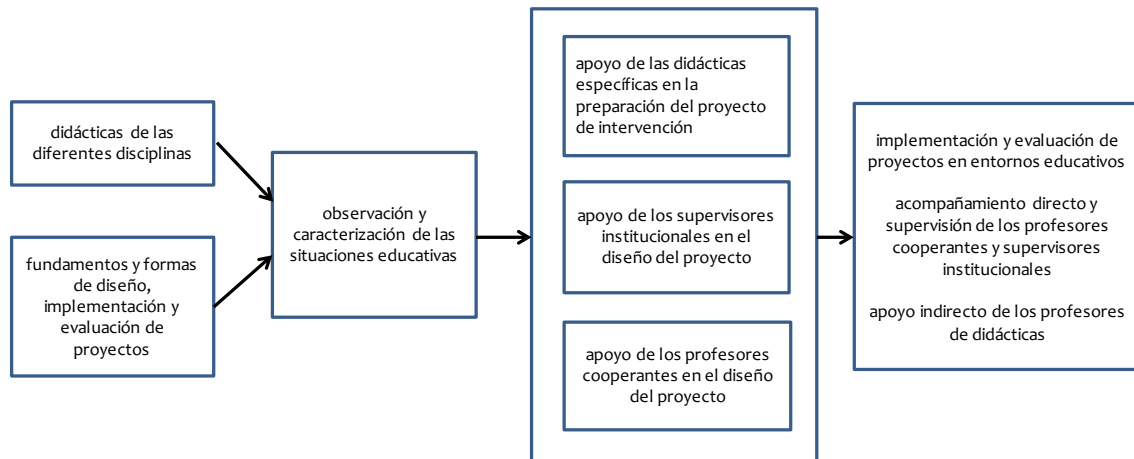 didácticas de las
diferentes disciplinas
fundamentos y formas
de diseño,
implementación y
evaluación de
proyectos
observación y
caracterización de las
situaciones educativas
apoyo de las didácticas
específicas en la
preparación del proyecto
de intervención
apoyo de los supervisores
institucionales en el
diseño del proyecto
apoyo de los profesores
cooperantes en el diseño
del proyecto
implementación y evaluación de
proyectos en entornos educativos
acompañamiento directo y
supervisión de los profesores
cooperantes y supervisores
institucionales
apoyo indirecto de los profesores
de didácticas